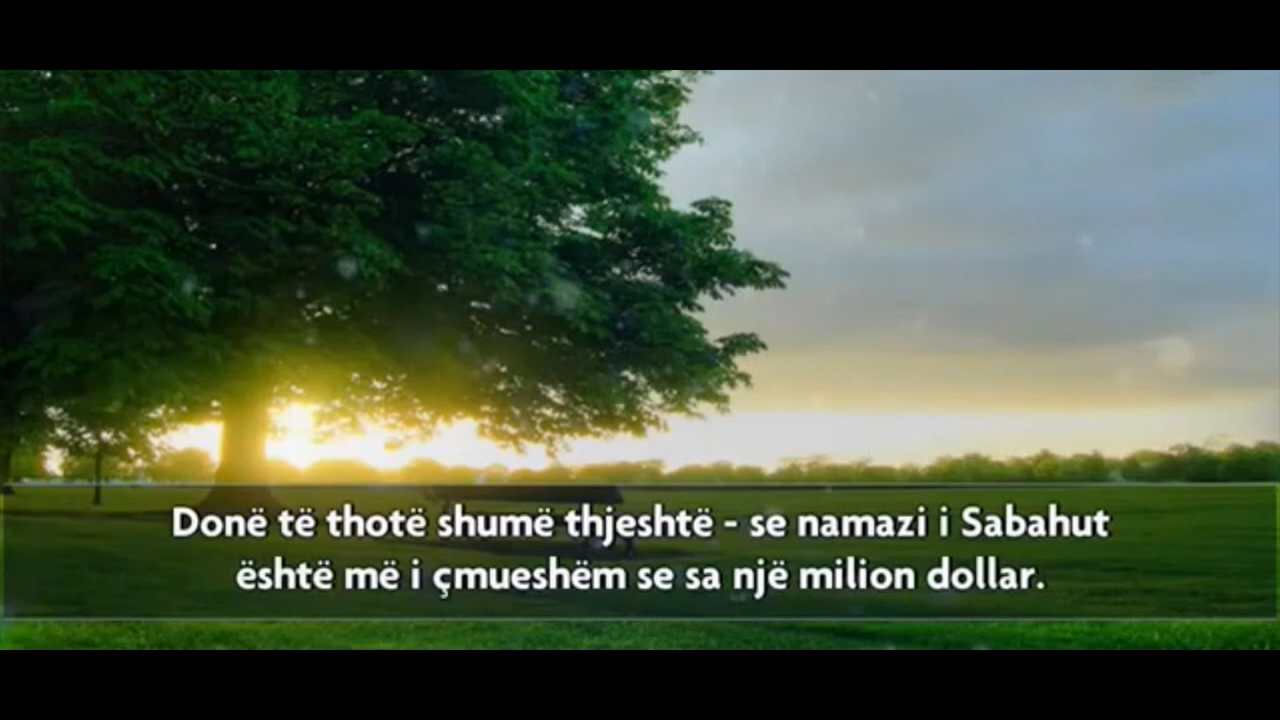 Donë të thotë shumë thjeshtë - se namazi i Sabahut
është më i çmueshëm se sa një milion dollar.